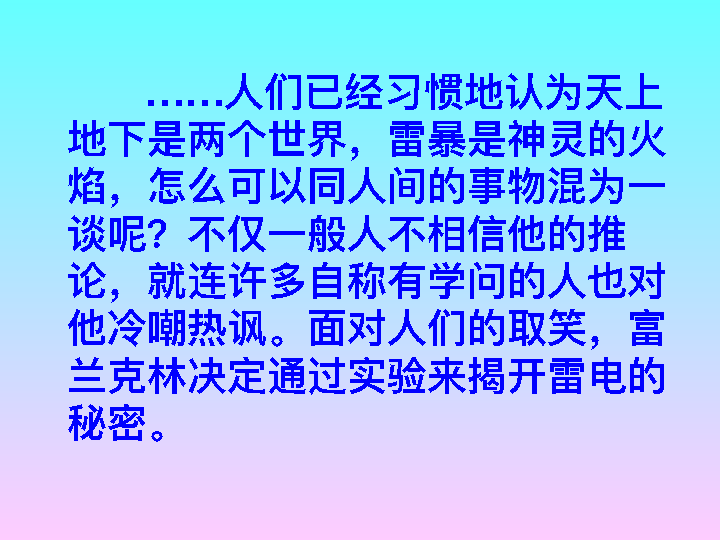 ……人们已经习惯地认为天上
地下是两个世界，雷暴是神灵的火
焰，怎么可以同人间的事物混为一
谈呢？不仅一般人不相信他的推
论，就连许多自称有学问的人也对
他冷嘲热讽。面对人们的取笑，富
兰克林决定通过实验来揭开雷电的
秘密。